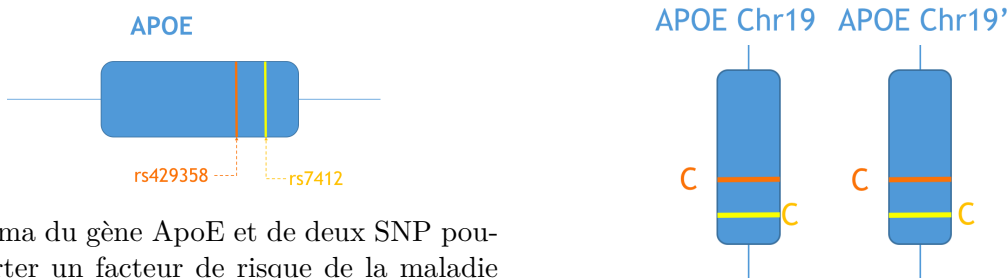 APOE
rs429358
rs7412
ma du gène ApoE et de deux SNP pou-
rter un facteur de risque de la maladie
APOE Chr19 APOE Chr19’
C C
C C